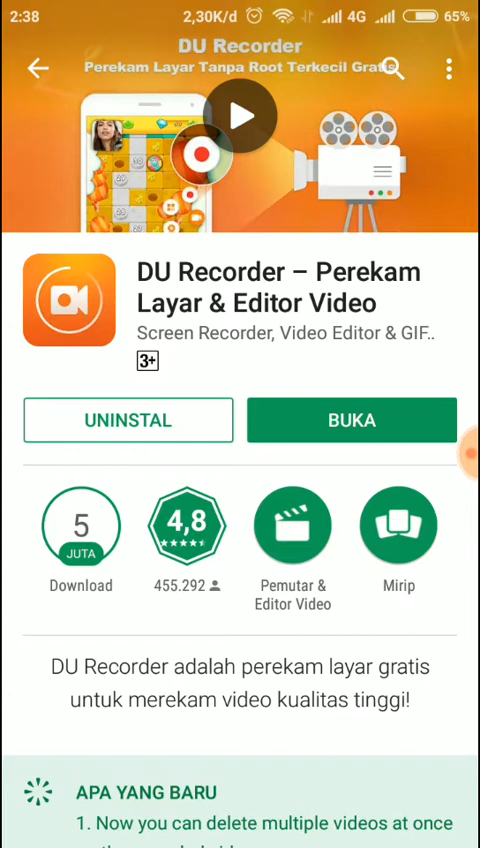 2:38 2,30K/d 4G 65%
DU Recorder
Perekam Layar Tanpa Root Terkecil Gratis
DU Recorder – Perekam
Layar & Editor Video
Screen Recorder, Video Editor & GIF..
3+
UNINSTAL BUKA
5
JUTA
4,8
Download
455.292
Pemutar &
Editor Video
Mirip
DU Recorder adalah perekam layar gratis
untuk merekam video kualitas tinggi!
APA YANG BARU
1. Now you can delete multiple videos at once